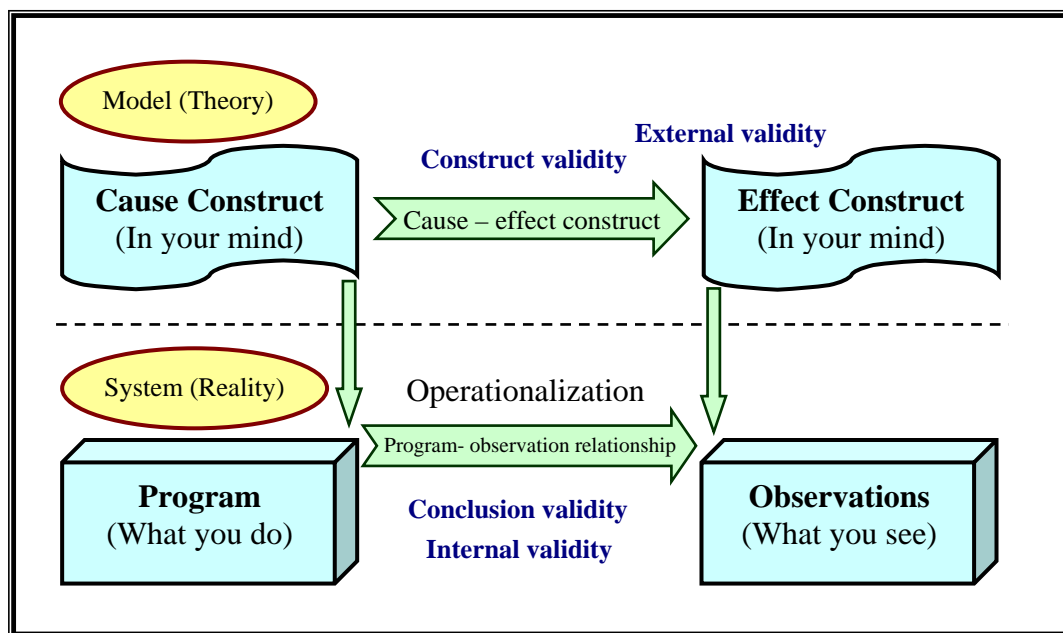 Model (Theory)
External validity
Construct validity
Cause Construct
(In your mind)
Cause – effect construct
Effect Construct
(In your mind)
System (Reality)
Operationalization
Program- observation relationship
Program
(What you do)
Conclusion validity
Internal validity
Observations
(What you see)